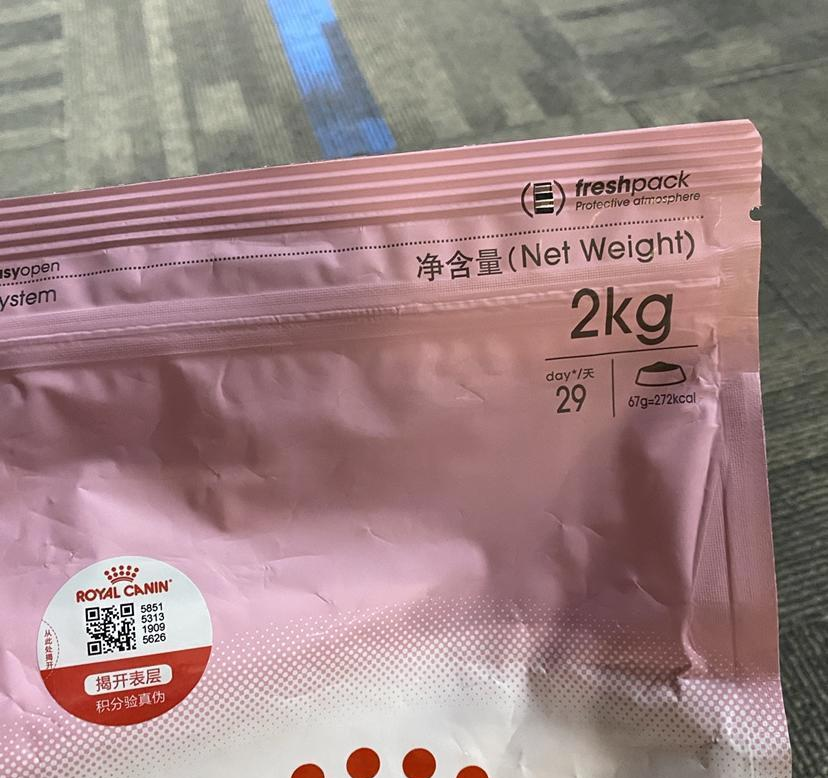 freshpack
Protective atmosphere
asyopen
ystem
净含量(Net Weight)
2kg
day*/天
29
67g=272kcal
ROYAL CANIN®
5851
5313
1909
5626
从此处揭开
揭开表层
积分验真伪